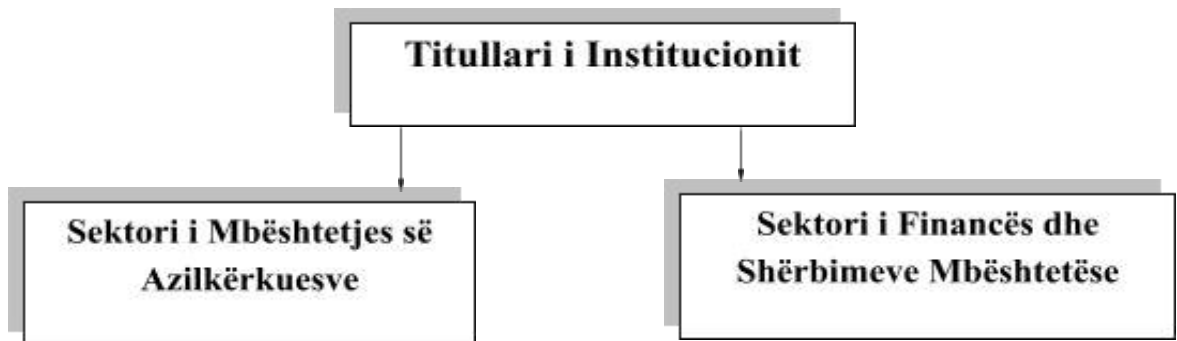 Titullari i Institucionit
Sektori i Mbështetjes së
Azilkërkuesve
Sektori i Financës dhe
Shërbimeve Mbështetëse